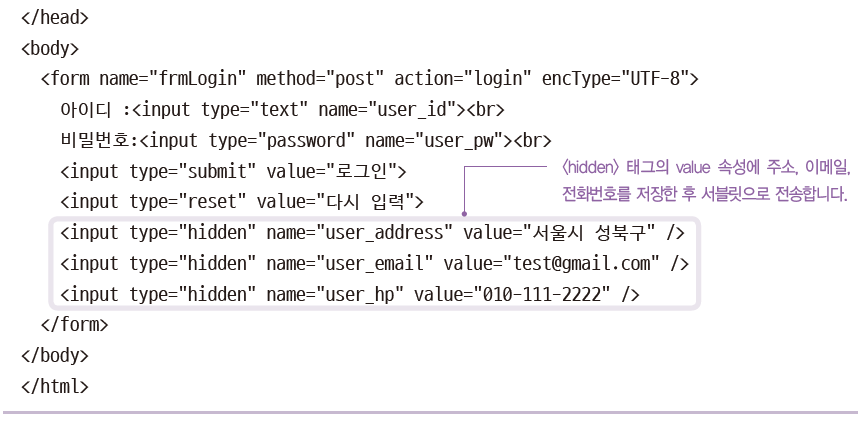 </head>
<body>
<form name="frmLogin" method="post" action="login" encType="UTF-8">
아이디 :<input type="text" name="user_id"><br>
비밀번호:<input type="password" name="user_pw"><br>
<input type="submit" value="로그인">
<input type="reset" value="다시 입력">
<hidden> 태그의 value 속성에 주소, 이메일,
전화번호를 저장한 후 서블릿으로 전송합니다.
<input type="hidden" name="user_address" value="서울시 성북구" />
<input type="hidden" name="user_email" value="test@gmail.com" />
<input type="hidden" name="user_hp" value="010-111-2222" />
</form>
</body>
</html>